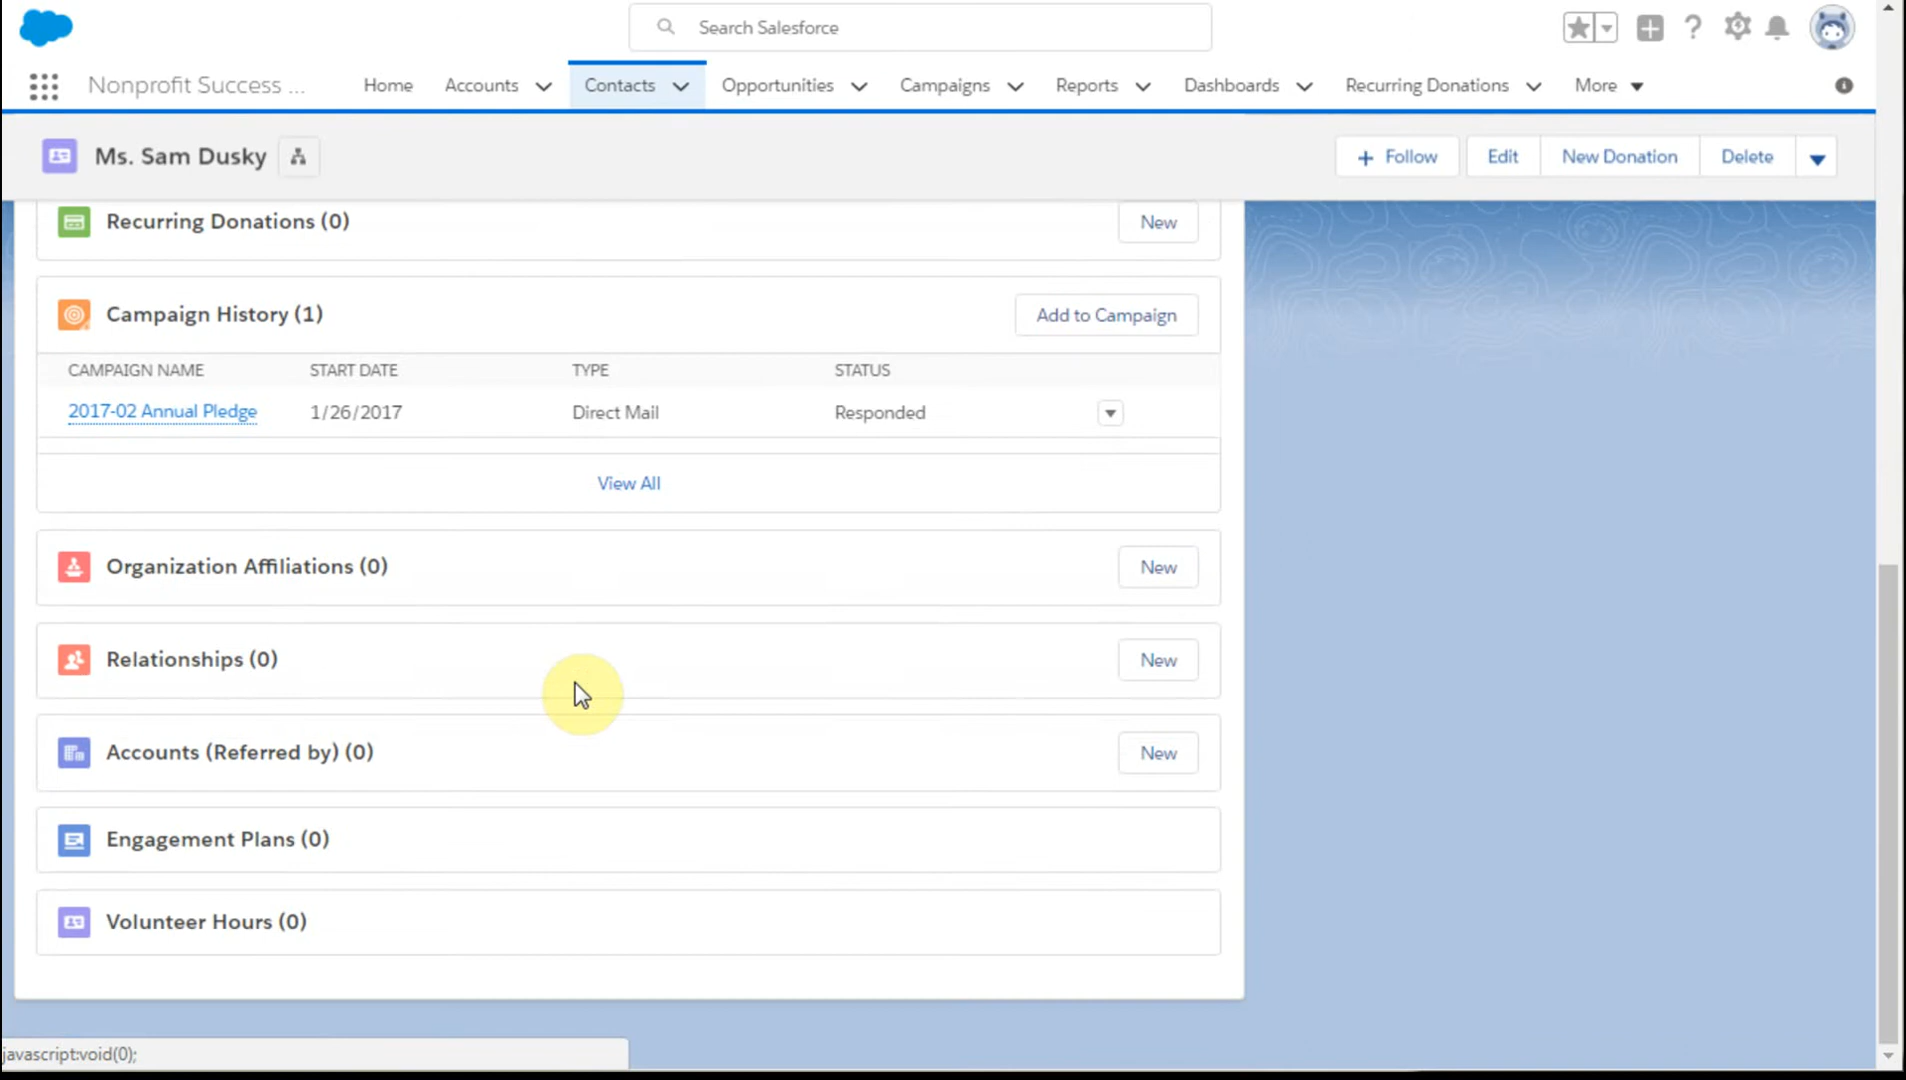 Search Salesforce
Nonprofit Success ... Home Accounts Contacts Opportunities Campaigns Reports Dashboards Recurring Donations More
Ms. Sam Dusky + Follow Edit New Donation Delete
Recurring Donations (0) New
Campaign History (1) Add to Campaign
CAMPAIGN NAME START DATE TYPE STATUS
2017-02 Annual Pledge 1/26/2017 Direct Mail Responded
View All
Organization Affiliations (0) New
Relationships (0) New
Accounts (Referred by) (0) New
Engagement Plans (0)
Volunteer Hours (0)
javascript:void(0);